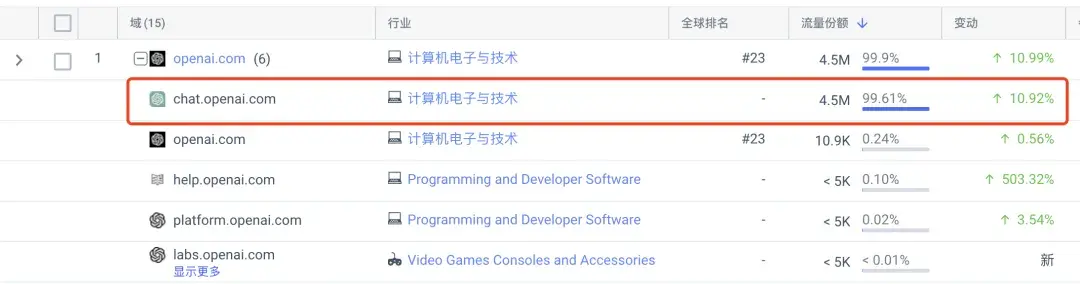 域 (15) 行业 全球排名 流量份额 ↓ 变动
1 openai.com (6) 计算机电子与技术 #23 4.5M 99.9% ↑ 10.99%
chat.openai.com 计算机电子与技术 - 4.5M 99.61% ↑ 10.92%
openai.com 计算机电子与技术 #23 10.9K 0.24% ↑ 0.56%
help.openai.com Programming and Developer Software - < 5K 0.10% ↑ 503.32%
platform.openai.com Programming and Developer Software - < 5K 0.02% ↑ 3.54%
labs.openai.com Video Games Consoles and Accessories - < 5K < 0.01% 新
显示更多